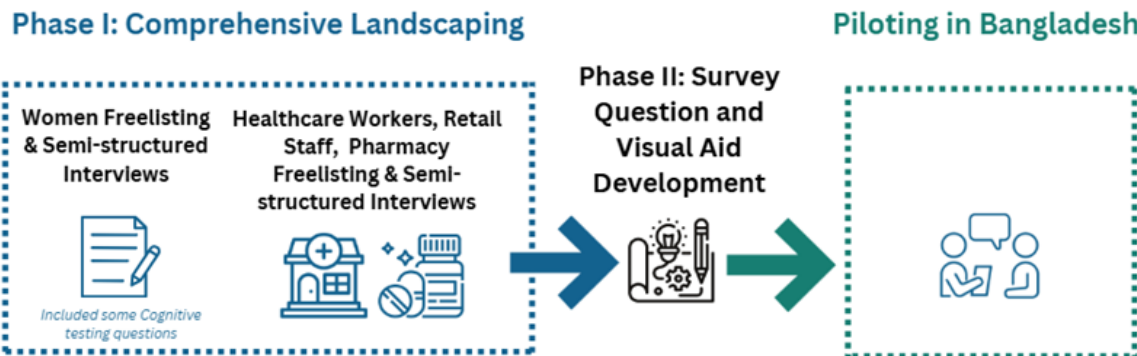 Phase I: Comprehensive Landscaping
Women Freelisting
& Semi-structured
Interviews
Included some Cognitive
testing questions
Healthcare Workers, Retail
Staff, Pharmacy
Freelisting & Semi-
structured Interviews
Phase II: Survey
Question and
Visual Aid
Development
Piloting in Bangladesh